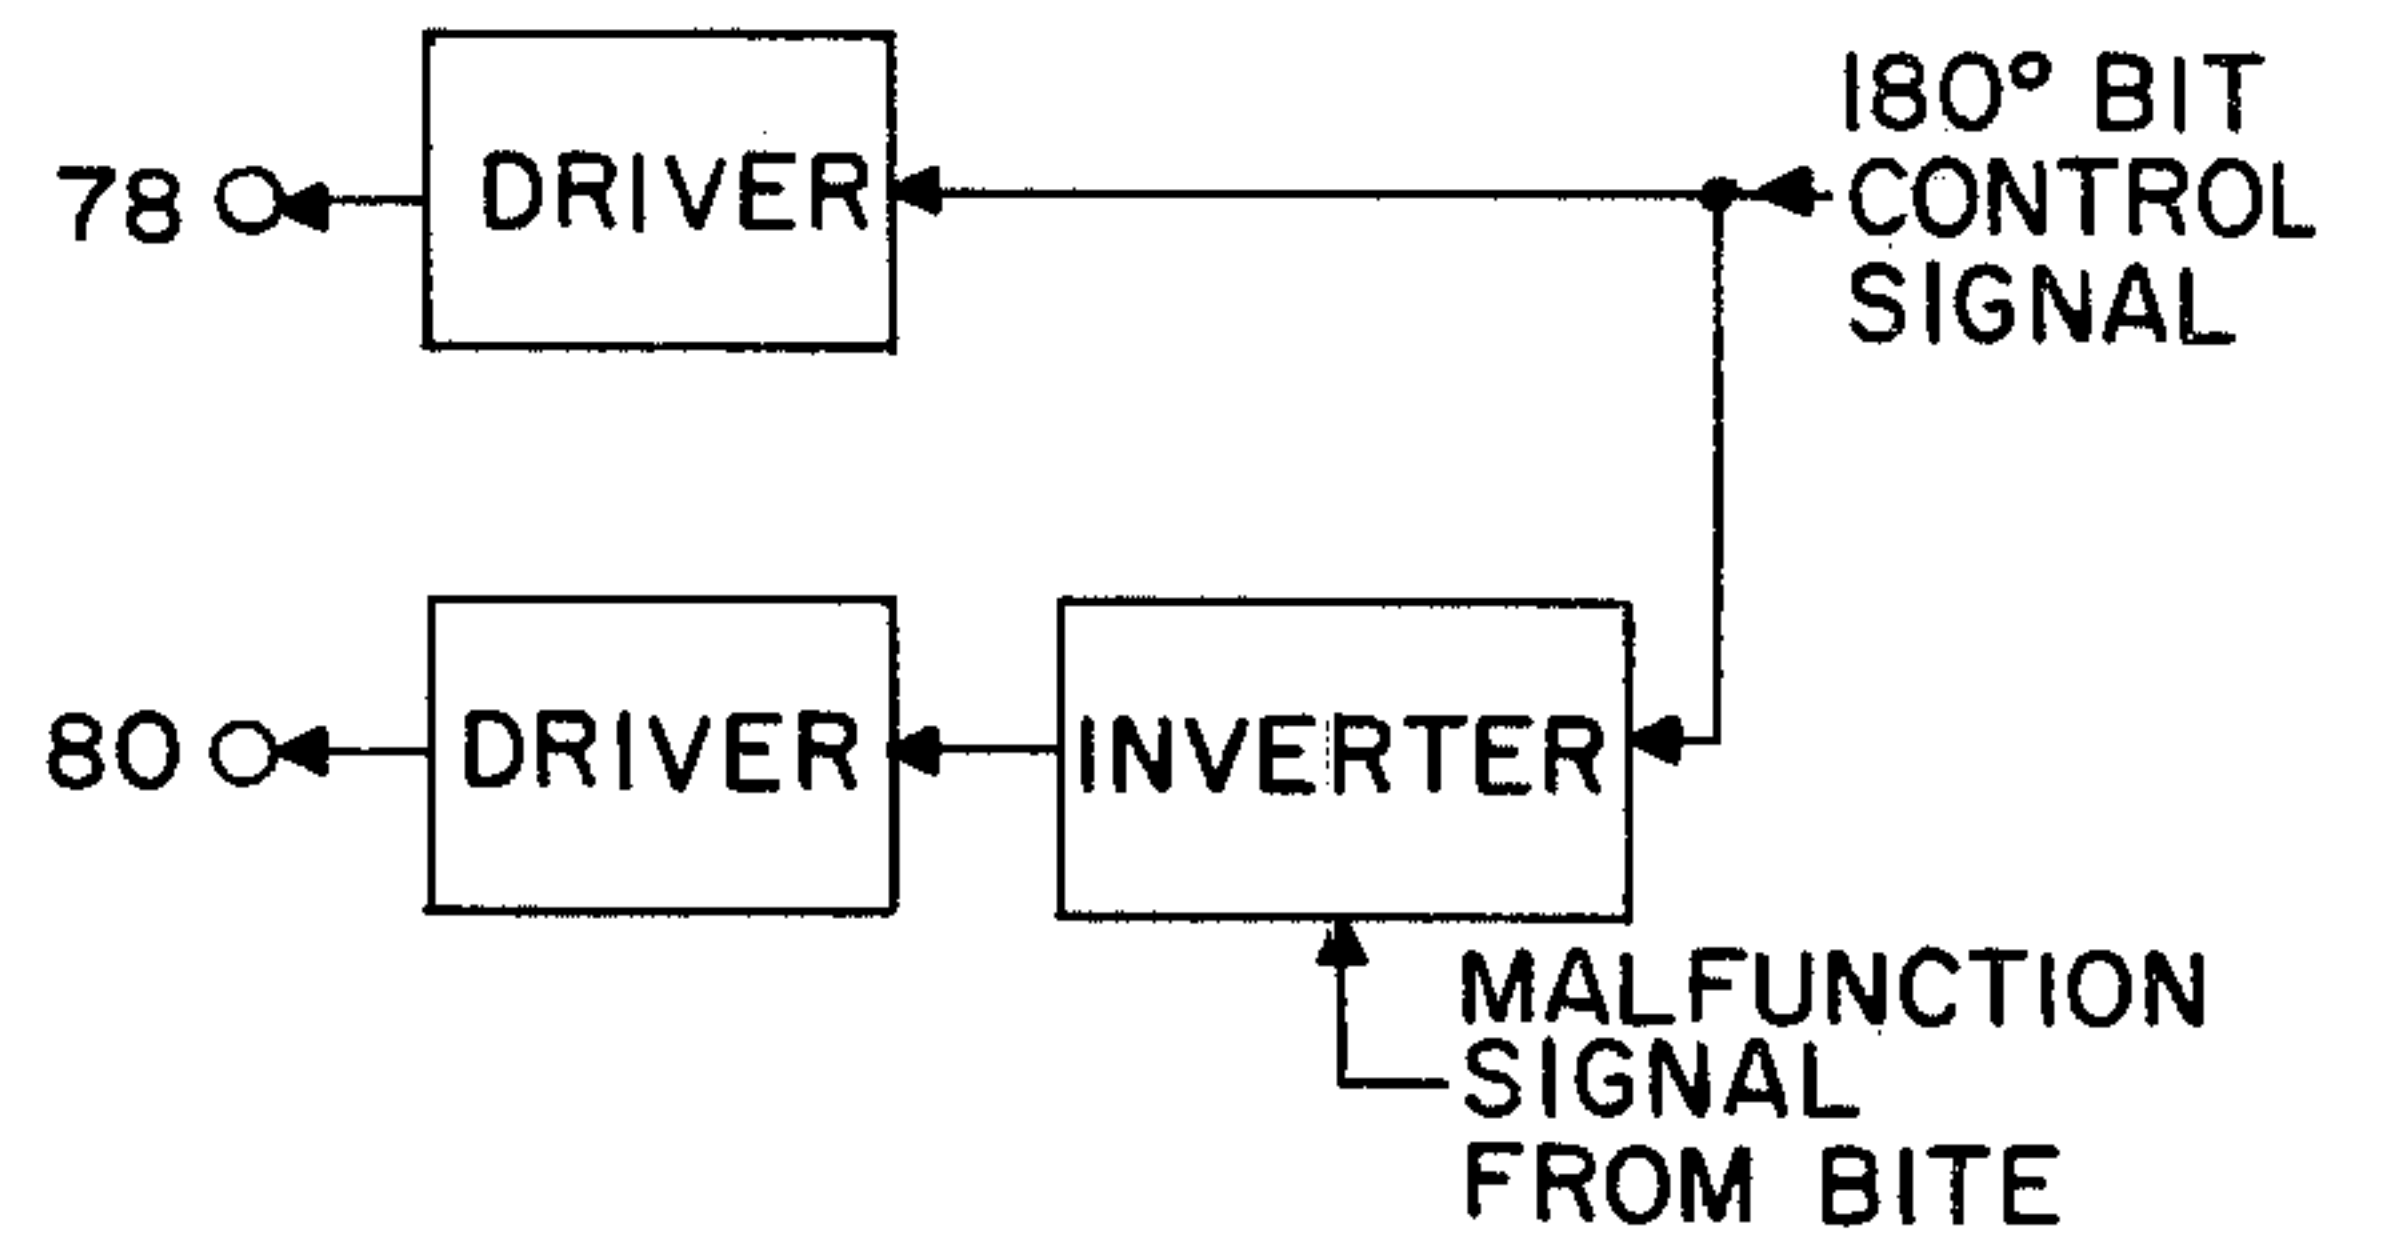 180° BIT
CONTROL
SIGNAL
DRIVER
78
DRIVER
80
INVERTER
MALFUNCTION
SIGNAL
FROM BITE